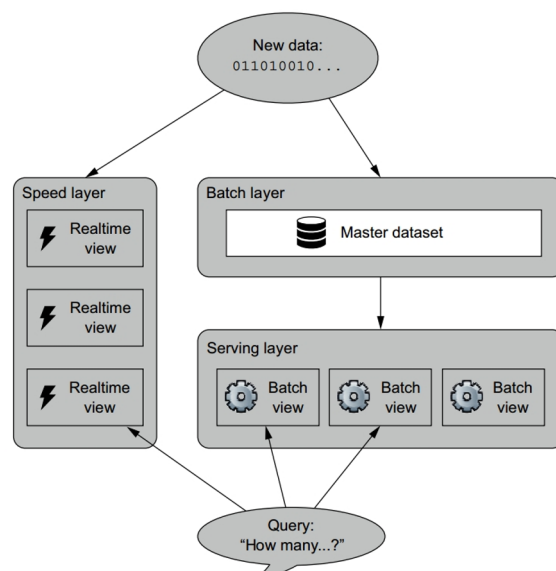 New data:
011010010...
Speed layer
Realtime
view
Realtime
view
Realtime
view
Batch layer
Master dataset
Serving layer
Batch
view
Batch
view
Batch
view
Query:
“How many...?”